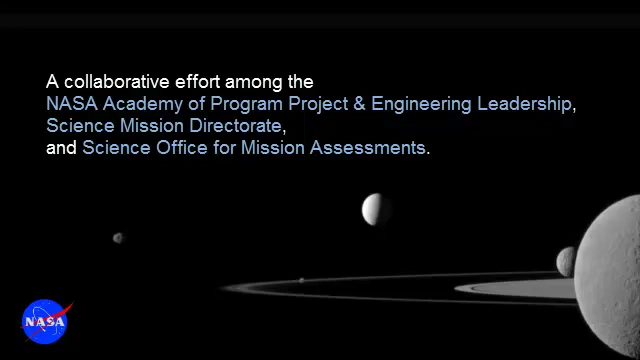 A collaborative effort among the
NASA Academy of Program Project & Engineering Leadership,
Science Mission Directorate,
and Science Office for Mission Assessments.
NASA